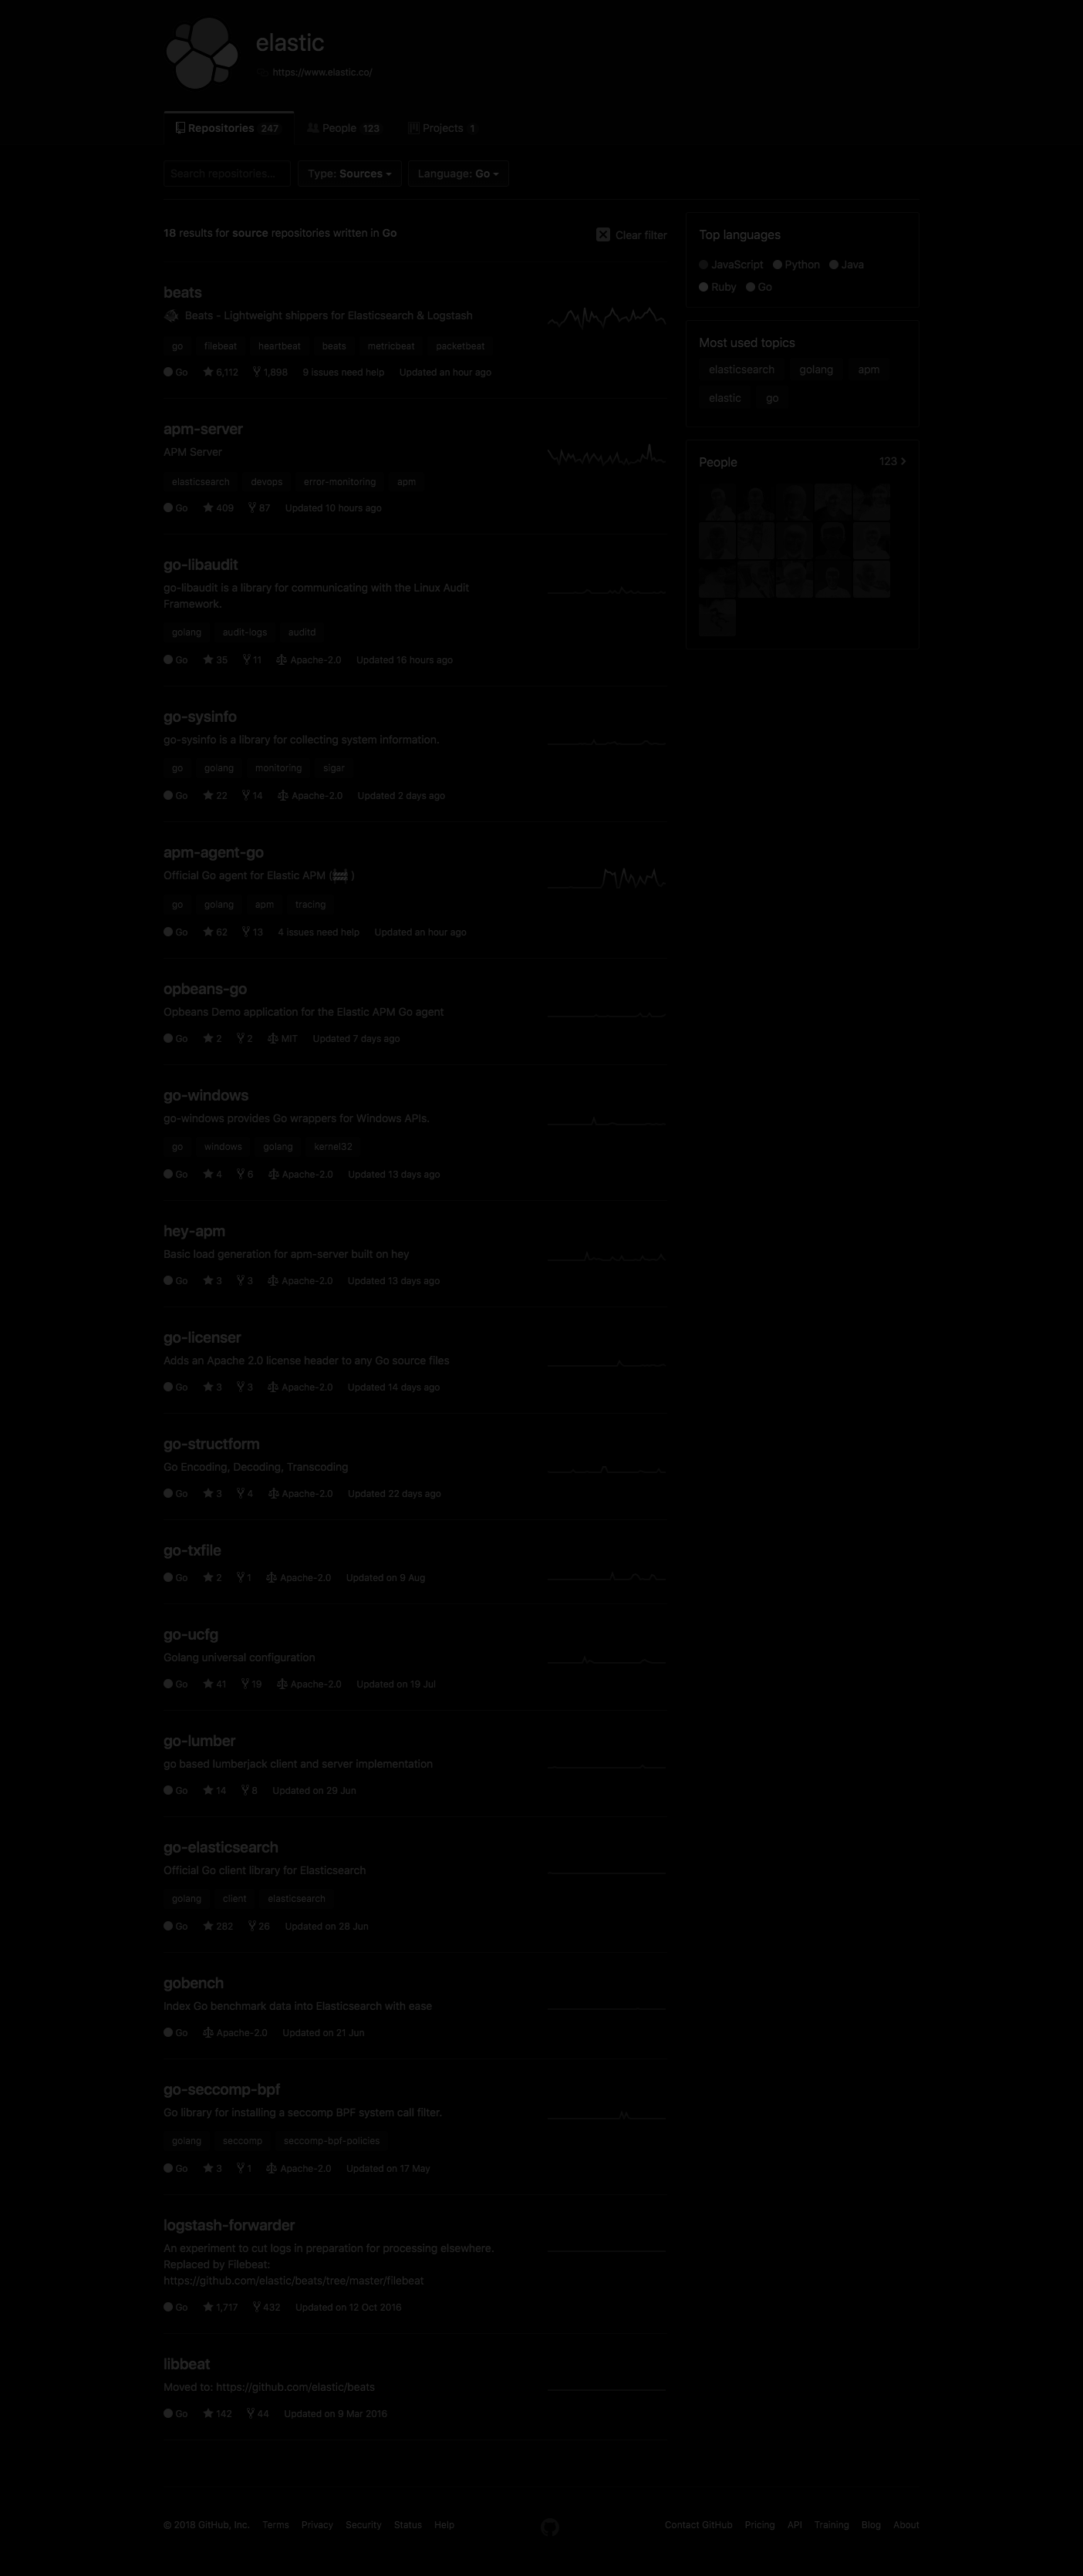 elastic
https://www.elastic.co/
Repositories 247 People 123 Projects 1
Search repositories... Type: Sources Language: Go
18 results for source repositories written in Go Clear filter
beats
Beats - Lightweight shippers for Elasticsearch & Logstash
go filebeat heartbeat beats metricbeat packetbeat
Go 6,112 1,898 9 issues need help Updated an hour ago
apm-server
APM Server
elasticsearch devops error-monitoring apm
Go 409 87 Updated 10 hours ago
go-libaudit
go-libaudit is a library for communicating with the Linux Audit
Framework.
golang audit-logs auditd
Go 35 11 Apache-2.0 Updated 16 hours ago
go-sysinfo
go-sysinfo is a library for collecting system information.
go golang monitoring sigar
Go 22 14 Apache-2.0 Updated 2 days ago
apm-agent-go
Official Go agent for Elastic APM ( )
go golang apm tracing
Go 62 13 4 issues need help Updated an hour ago
opbeans-go
Opbeans Demo application for the Elastic APM Go agent
Go 2 2 MIT Updated 7 days ago
go-windows
go-windows provides Go wrappers for Windows APIs.
go windows golang kernel32
Go 4 6 Apache-2.0 Updated 13 days ago
hey-apm
Basic load generation for apm-server built on hey
Go 3 3 Apache-2.0 Updated 13 days ago
go-licenser
Adds an Apache 2.0 license header to any Go source files
Go 3 3 Apache-2.0 Updated 14 days ago
go-structform
Go Encoding, Decoding, Transcoding
Go 3 4 Apache-2.0 Updated 22 days ago
go-txfile
Go 2 1 Apache-2.0 Updated on 9 Aug
go-ucfg
Golang universal configuration
Go 41 19 Apache-2.0 Updated on 19 Jul
go-lumber
go based lumberjack client and server implementation
Go 14 8 Updated on 29 Jun
go-elasticsearch
Official Go client library for Elasticsearch
golang client elasticsearch
Go 282 26 Updated on 28 Jun
gobench
Index Go benchmark data into Elasticsearch with ease
Go Apache-2.0 Updated on 21 Jun
go-seccomp-bpf
Go library for installing a seccomp BPF system call filter.
golang seccomp seccomp-bpf-policies
Go 3 1 Apache-2.0 Updated on 17 May
logstash-forwarder
An experiment to cut logs in preparation for processing elsewhere.
Replaced by Filebeat:
https://github.com/elastic/beats/tree/master/filebeat
Go 1,717 432 Updated on 12 Oct 2016
libbeat
Moved to: https://github.com/elastic/beats
Go 142 44 Updated on 9 Mar 2016
Top languages
JavaScript Python Java
Ruby Go
Most used topics
elasticsearch golang apm
elastic go
People 123
© 2018 GitHub, Inc. Terms Privacy Security Status Help Contact GitHub Pricing API Training Blog About